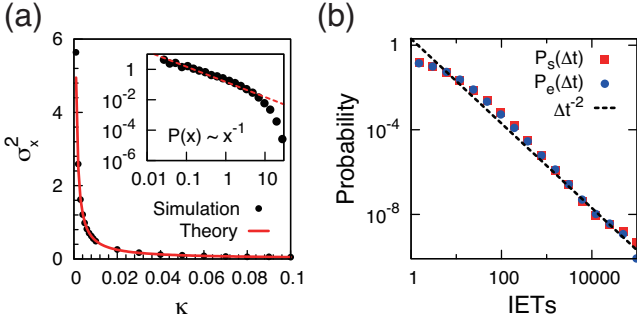 (a)
6
4
2
0
σx²
0 0.02 0.04 0.06 0.08 0.1
κ
1
10⁻²
10⁻⁴
10⁻⁶
0.01 0.1 1 10
P(x) ~ x⁻¹
Simulation
Theory
(b)
10⁰
10⁻⁴
10⁻⁸
Probability
1 100 10000
IETs
Pₛ(Δt)
Pₑ(Δt)
Δt⁻²